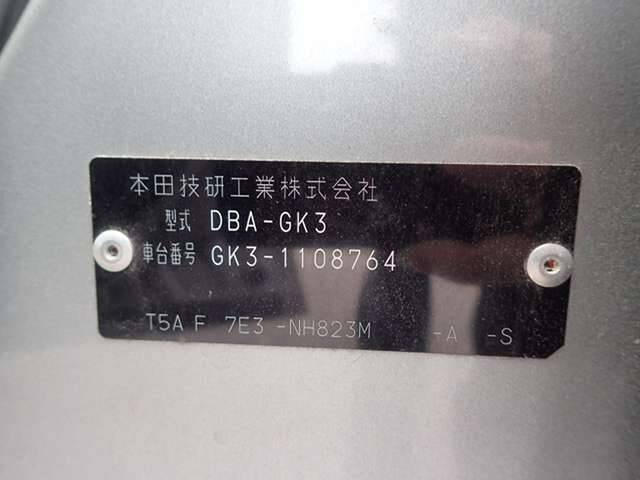 本田技研工業株式会社
型式 DBA-GK3
車台番号 GK3-1108764
T5A F 7E3 -NH823M -A -S